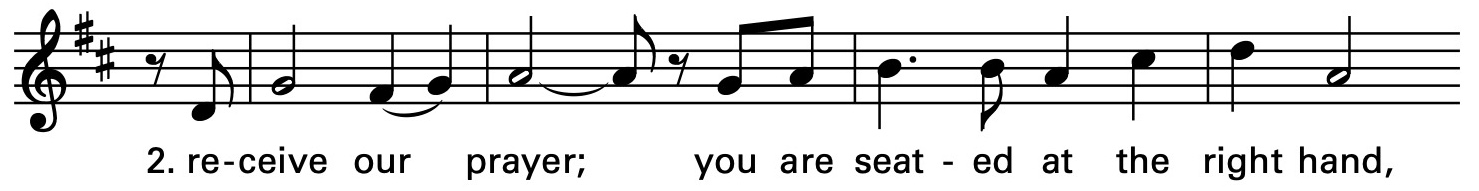 2. re-ceive our prayer; you are seat - ed at the right hand,